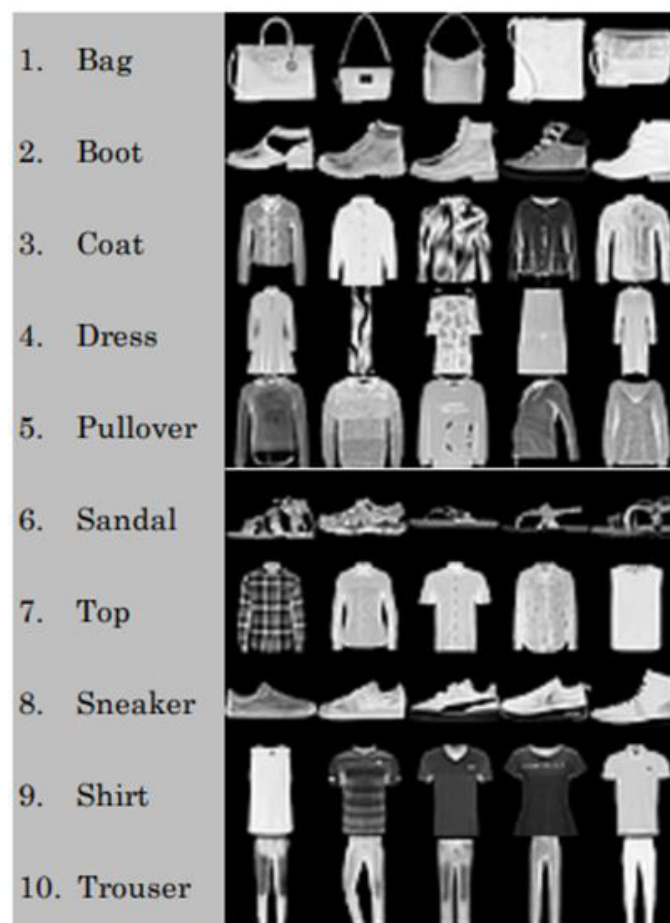 1. Bag
2. Boot
3. Coat
4. Dress
5. Pullover
6. Sandal
7. Top
8. Sneaker
9. Shirt
10. Trouser